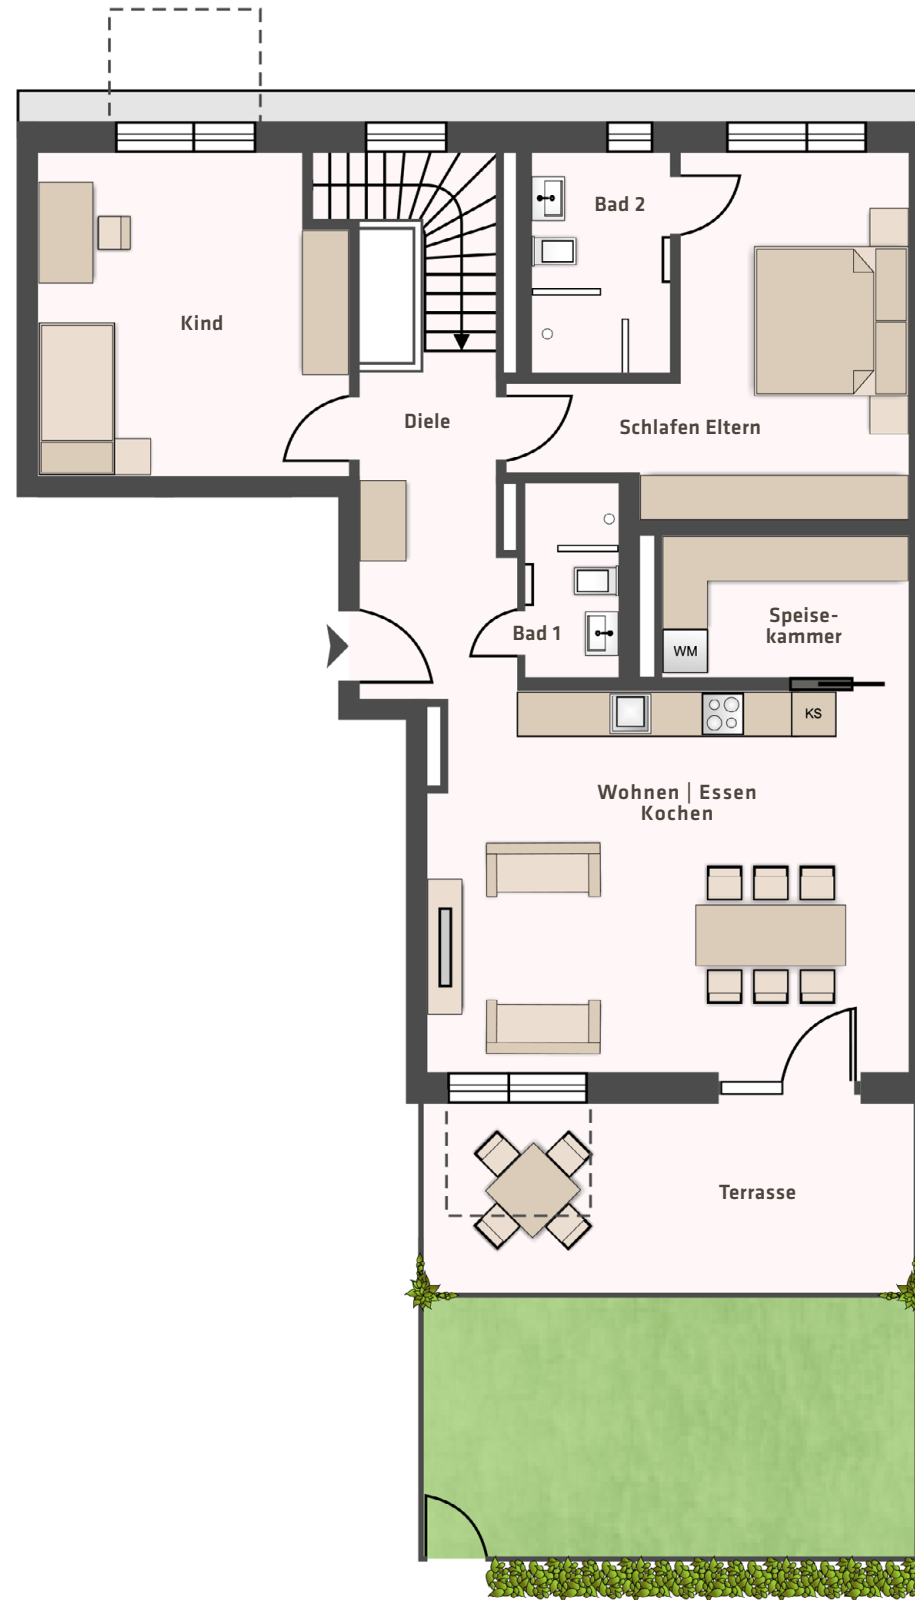 Bad 2
Kind
Diele
Schlafen Eltern
Bad 1
Speise-
kammer
WM
KS
Wohnen | Essen
Kochen
Terrasse